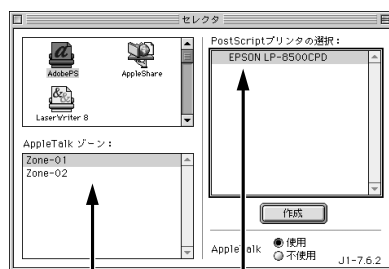 セレクタ
AdobePS
AppleShare
LaserWriter 8
AppleTalk ゾーン：
Zone-01
Zone-02
PostScriptプリンタの選択：
EPSON LP-8500CPD
作成
AppleTalk
使用
不使用
J1-7.6.2